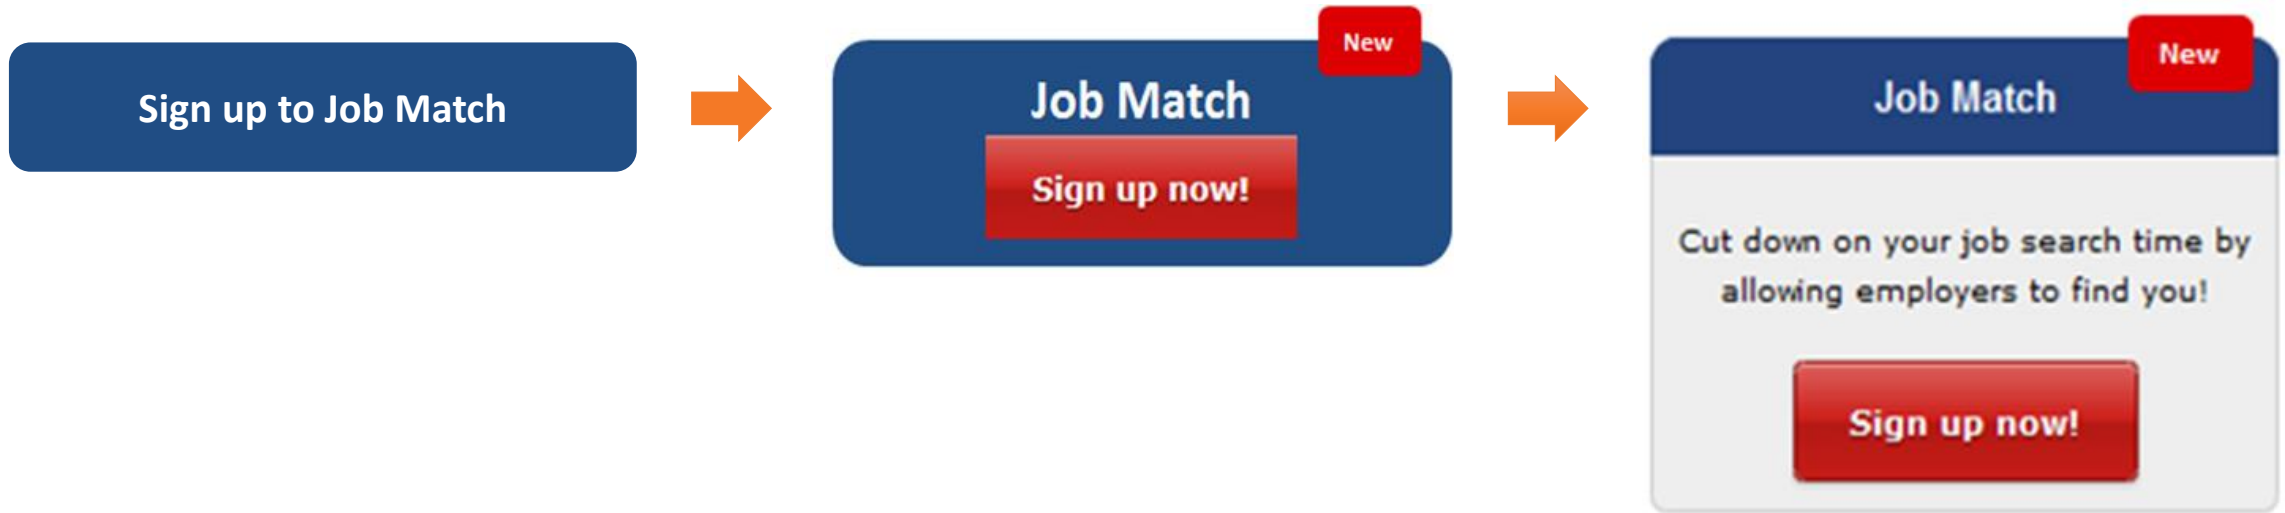 Sign up to Job Match
New
Job Match
Sign up now!
New
Job Match
Cut down on your job search time by
allowing employers to find you!
Sign up now!